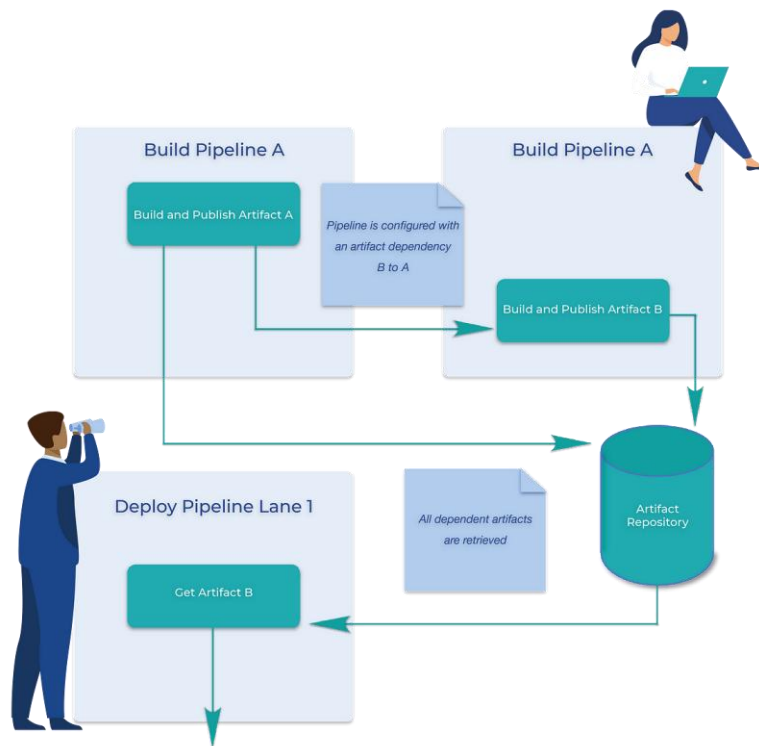 Build Pipeline A
Build Pipeline A
Build and Publish Artifact A
Pipeline is configured with
an artifact dependency
B to A
Build and Publish Artifact B
Deploy Pipeline Lane 1
All dependent artifacts
are retrieved
Artifact
Repository
Get Artifact B